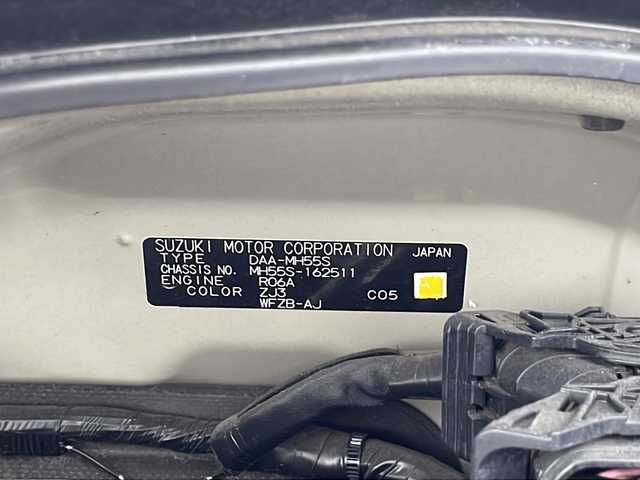 SUZUKI MOTOR CORPORATION JAPAN
TYPE DAA-MH55S
CHASSIS NO. MH55S-162511
ENGINE R06A
COLOR ZJ3 C05
WFZB-AJ